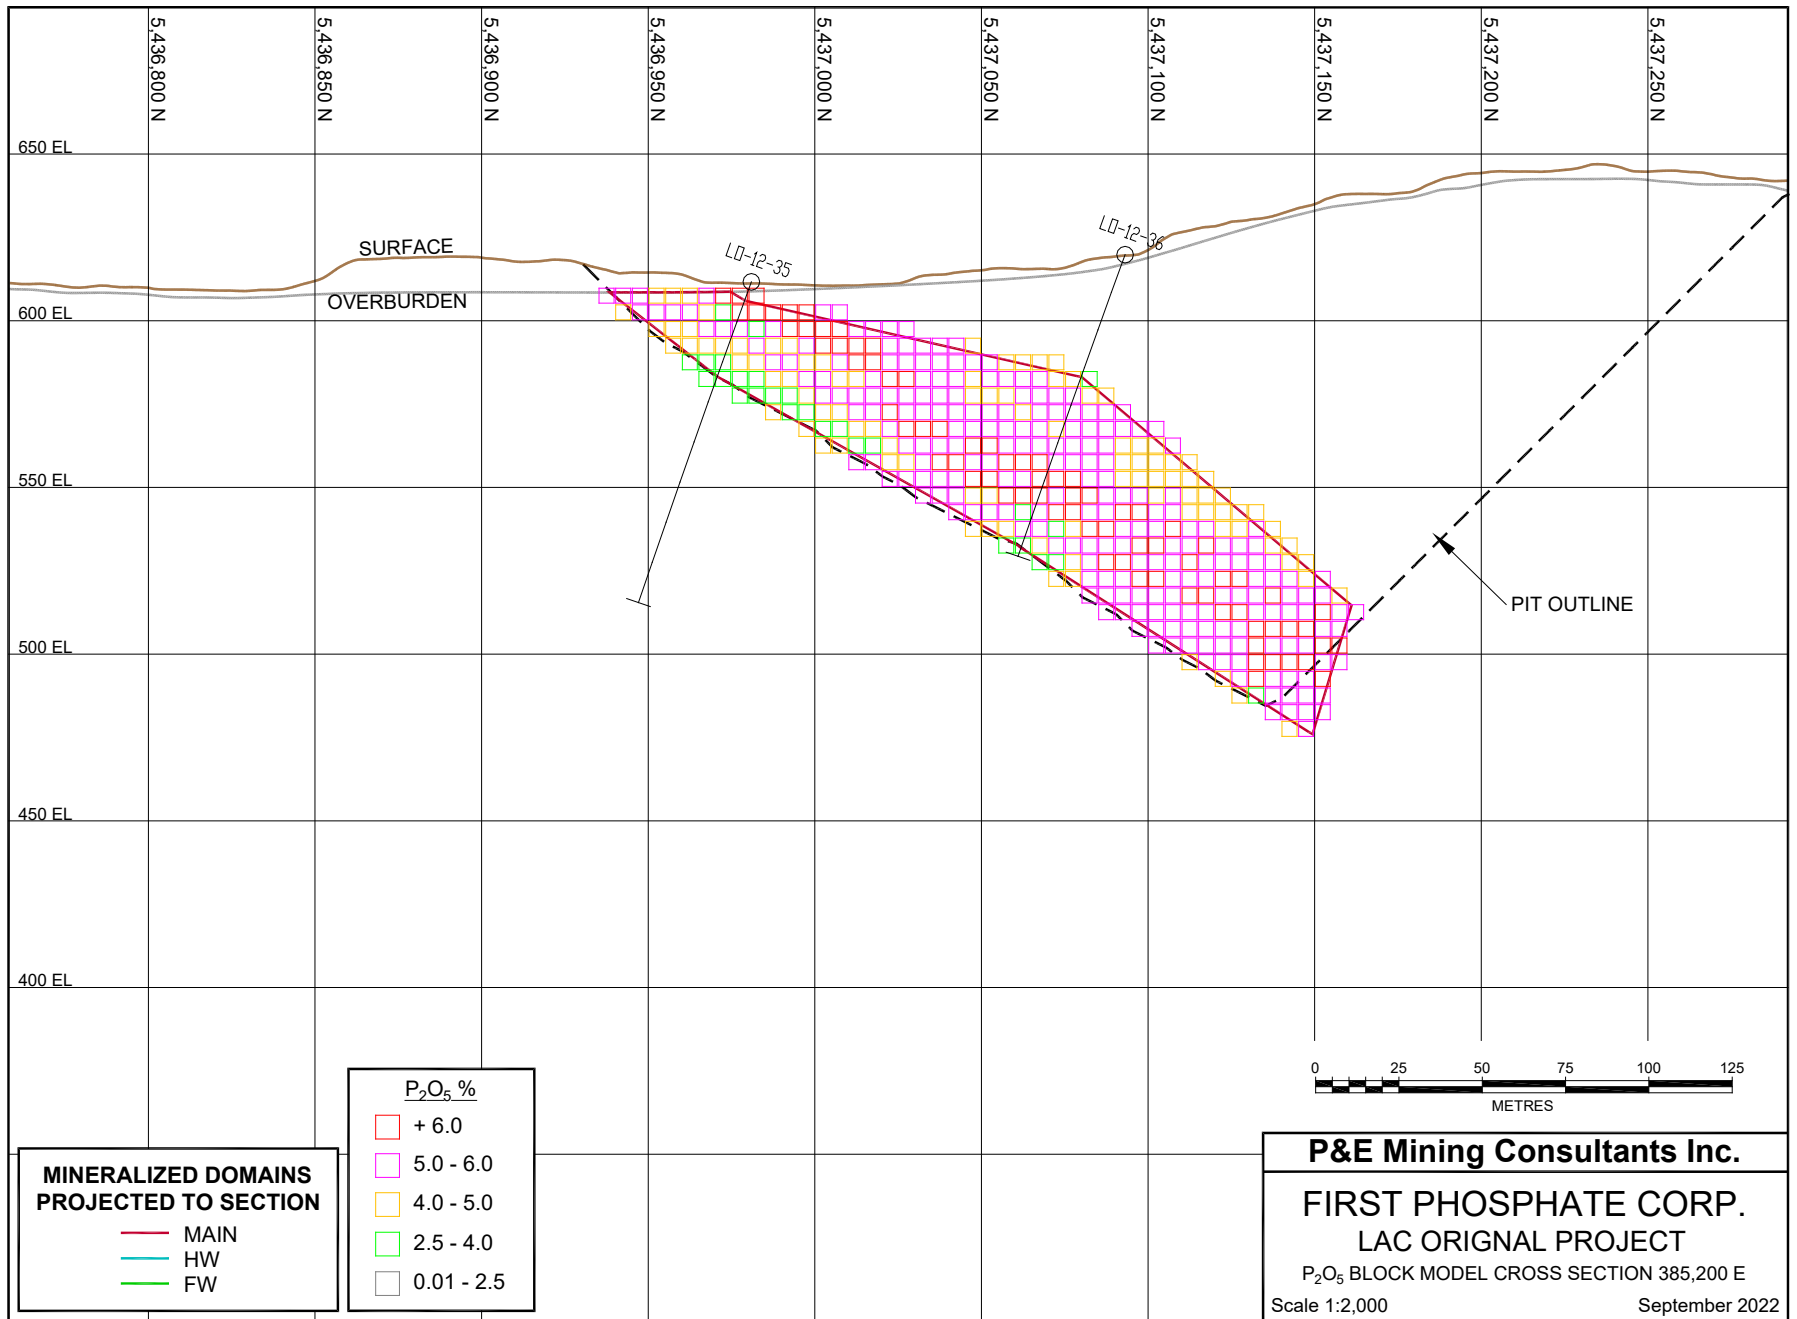 5,436,800 N
5,436,850 N
5,436,900 N
5,436,950 N
5,437,000 N
5,437,050 N
5,437,100 N
5,437,150 N
5,437,200 N
5,437,250 N
650 EL
600 EL
550 EL
500 EL
450 EL
400 EL
SURFACE
OVERBURDEN
LO-12-35
LO-12-36
PIT OUTLINE
0 25 50 75 100 125
METRES
MINERALIZED DOMAINS
PROJECTED TO SECTION
MAIN
HW
FW
P₂O₅ %
+ 6.0
5.0 - 6.0
4.0 - 5.0
2.5 - 4.0
0.01 - 2.5
P&E Mining Consultants Inc.
FIRST PHOSPHATE CORP.
LAC ORIGNAL PROJECT
P₂O₅ BLOCK MODEL CROSS SECTION 385,200 E
Scale 1:2,000 September 2022